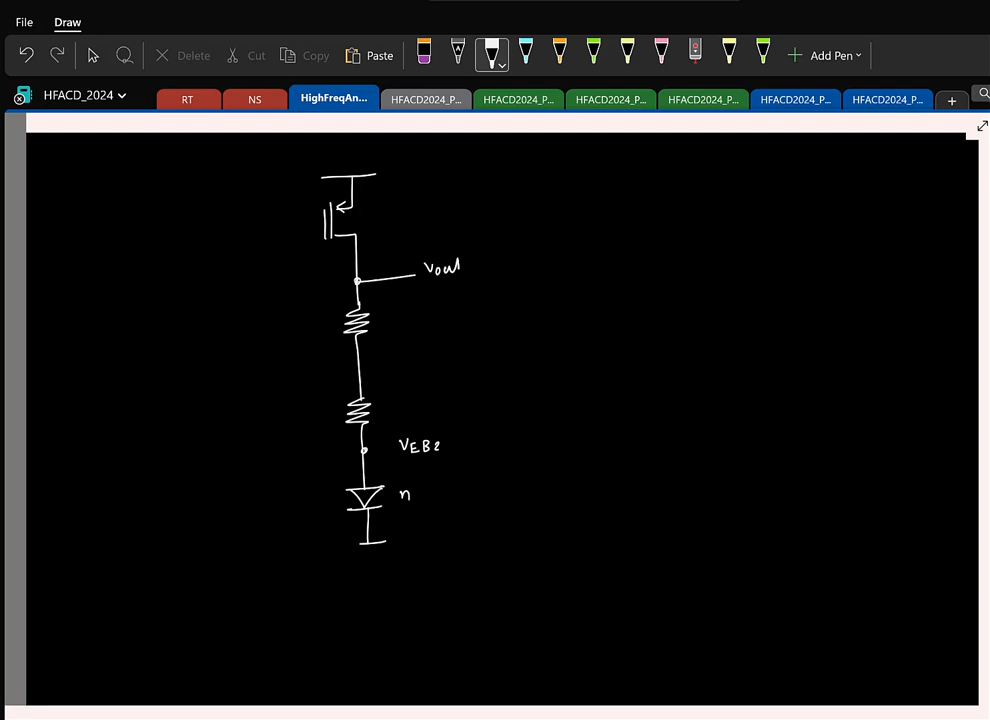 File Draw
Delete Cut Copy Paste Add Pen
HFACD_2024 RT NS HighFreqAn... HFACD2024_P... HFACD2024_P... HFACD2024_P... HFACD2024_P... HFACD2024_P... HFACD2024_P...
Vout
VEB2
n